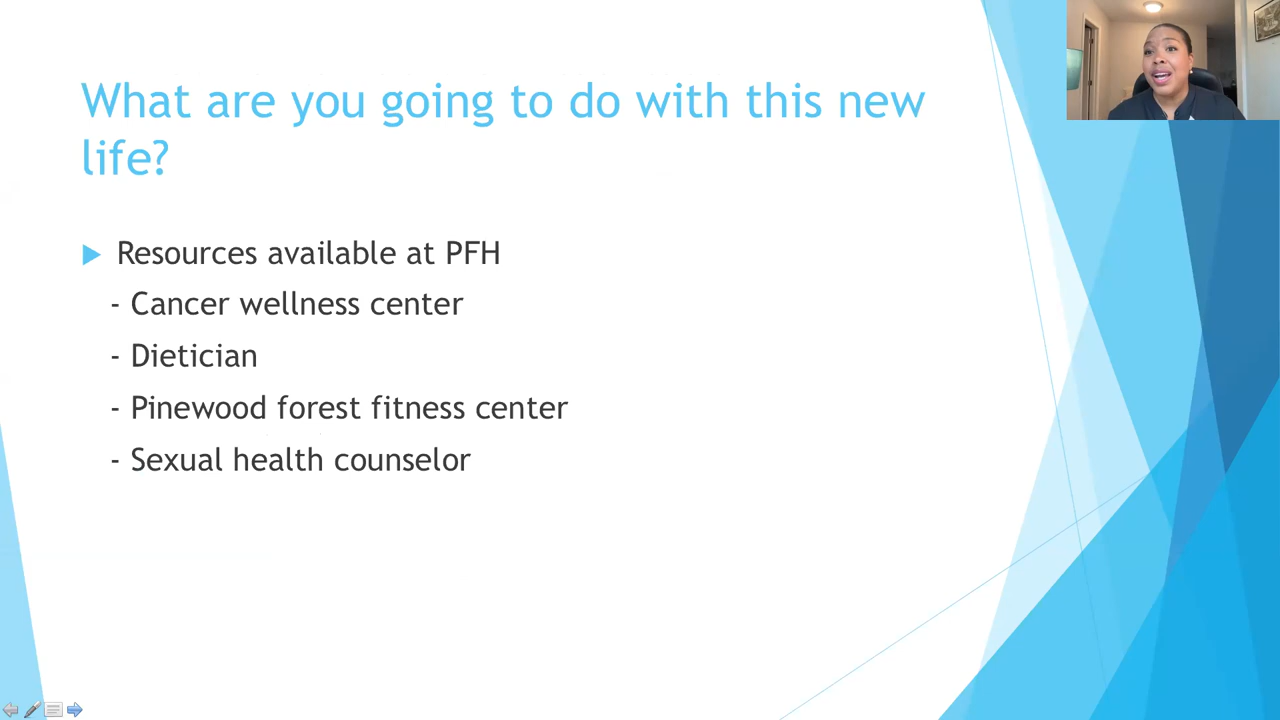 What are you going to do with this new
life?
Resources available at PFH
- Cancer wellness center
- Dietician
- Pinewood forest fitness center
- Sexual health counselor